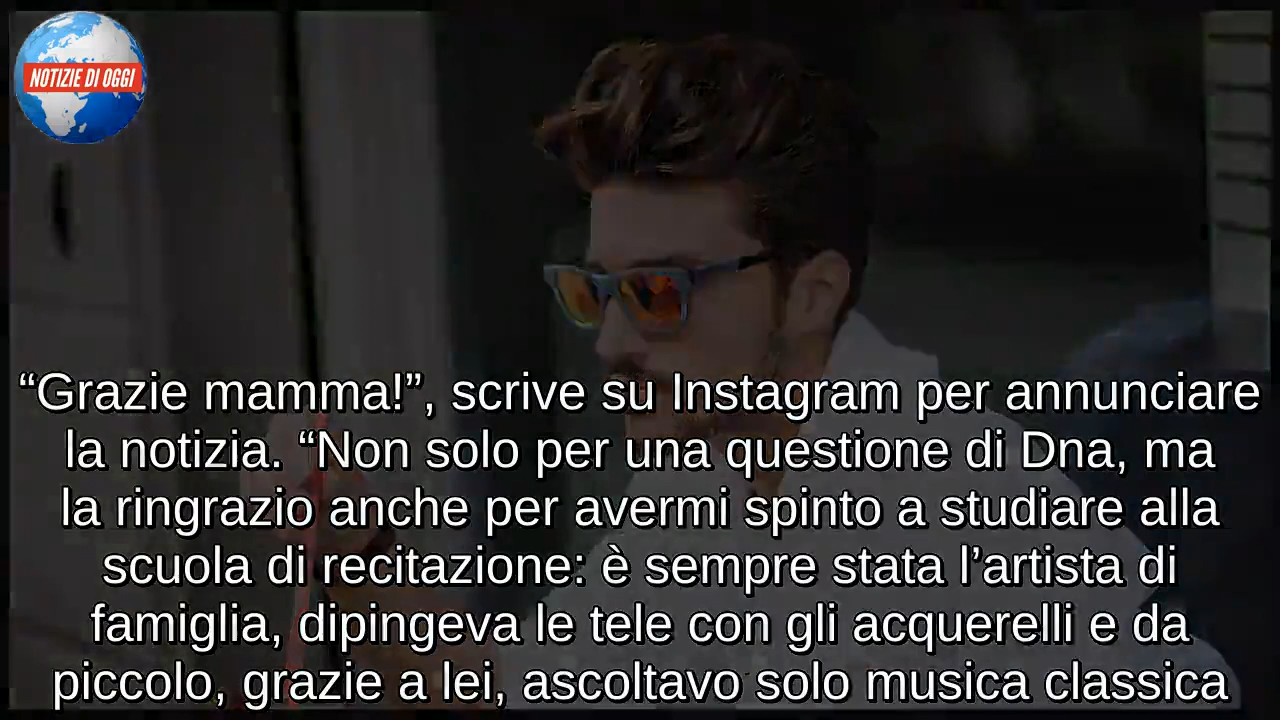 NOTIZIE DI OGGI
“Grazie mamma!”, scrive su Instagram per annunciare
la notizia. “Non solo per una questione di Dna, ma
la ringrazio anche per avermi spinto a studiare alla
scuola di recitazione: è sempre stata l’artista di
famiglia, dipingeva le tele con gli acquerelli e da
piccolo, grazie a lei, ascoltavo solo musica classica